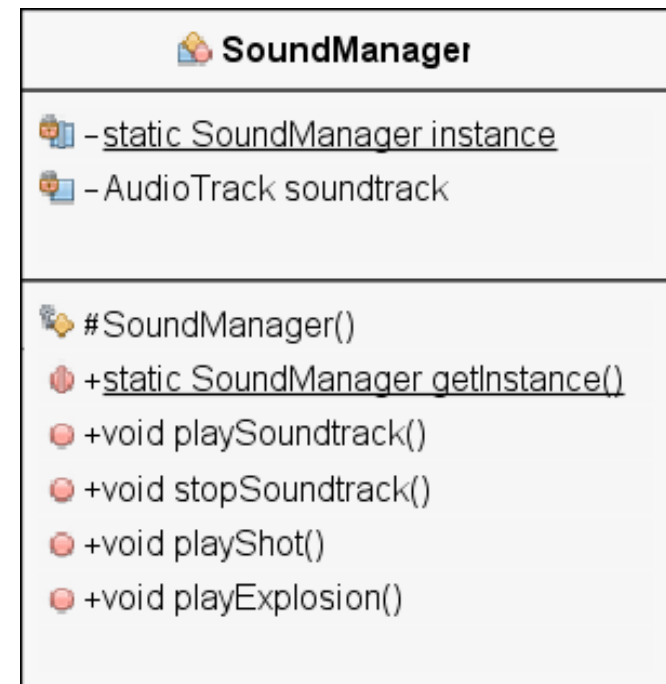 SoundManager
-static SoundManager instance
-AudioTrack soundtrack
#SoundManager()
+static SoundManager getInstance()
+void playSoundtrack()
+void stopSoundtrack()
+void playShot()
+void playExplosion()